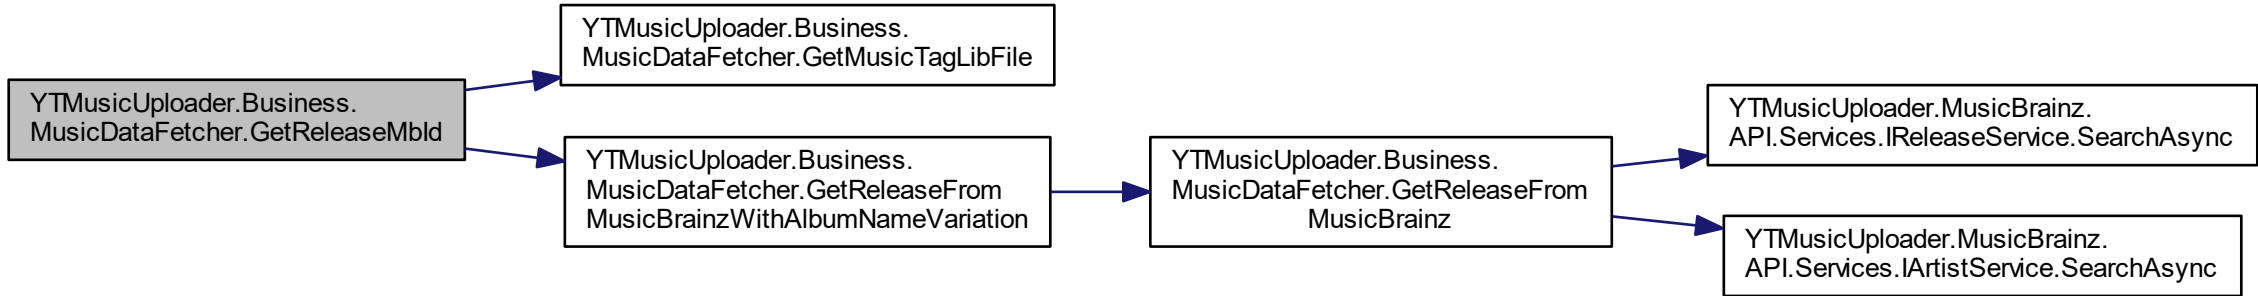 YTMusicUploader.Business.
MusicDataFetcher.GetReleaseMbId
YTMusicUploader.Business.
MusicDataFetcher.GetMusicTagLibFile
YTMusicUploader.Business.
MusicDataFetcher.GetReleaseFrom
MusicBrainzWithAlbumNameVariation
YTMusicUploader.Business.
MusicDataFetcher.GetReleaseFrom
MusicBrainz
YTMusicUploader.MusicBrainz.
API.Services.IReleaseService.SearchAsync
YTMusicUploader.MusicBrainz.
API.Services.IArtistService.SearchAsync